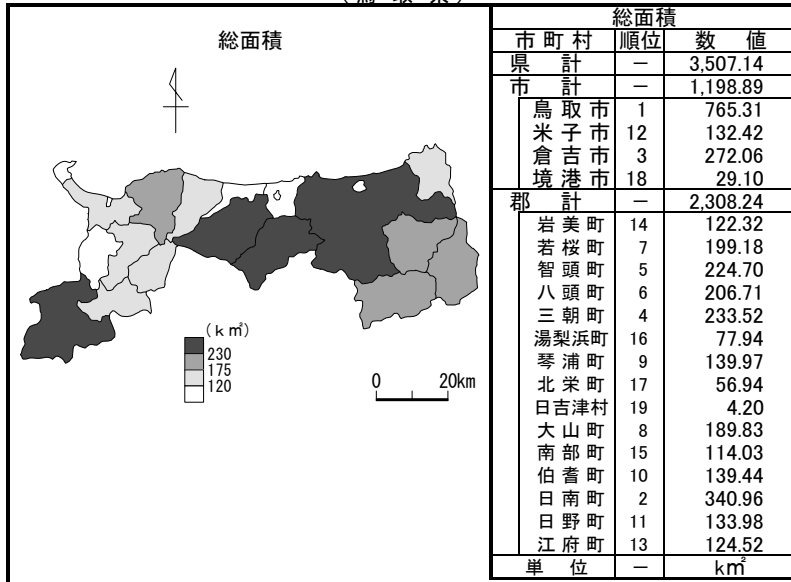 (鳥取県)
総面積
(ｋ㎡)
230
175
120
0 20km
総面積
市町村 順位 数値
県計 － 3,507.14
市計 － 1,198.89
鳥取市 1 765.31
米子市 12 132.42
倉吉市 3 272.06
境港市 18 29.10
郡計 － 2,308.24
岩美町 14 122.32
若桜町 7 199.18
智頭町 5 224.70
八頭町 6 206.71
三朝町 4 233.52
湯梨浜町 16 77.94
琴浦町 9 139.97
北栄町 17 56.94
日吉津村 19 4.20
大山町 8 189.83
南部町 15 114.03
伯耆町 10 139.44
日南町 2 340.96
日野町 11 133.98
江府町 13 124.52
単位 － k㎡